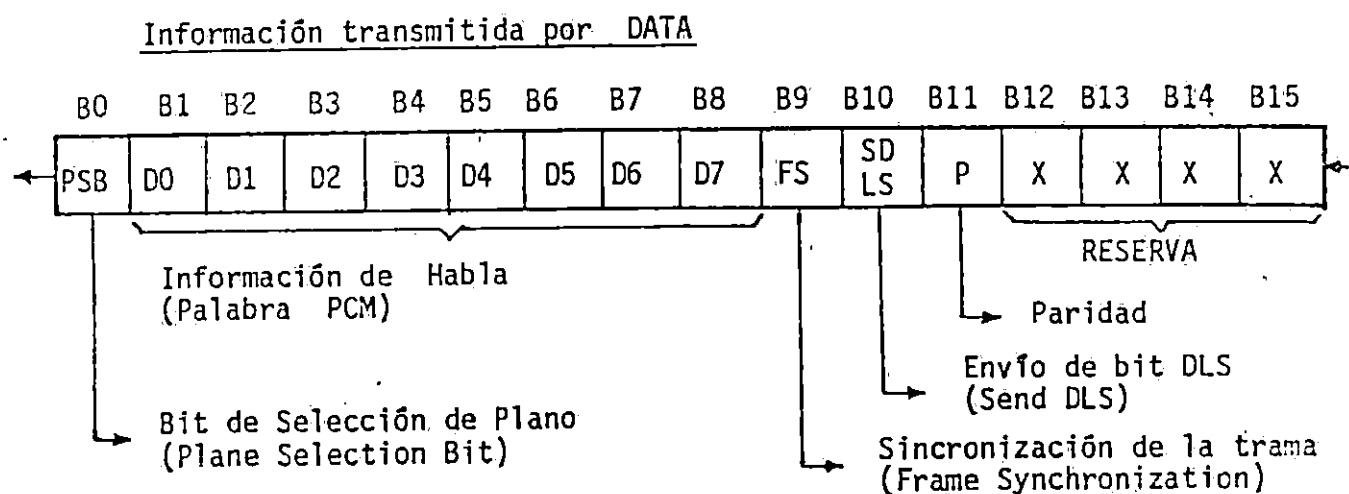 Información transmitida por DATA
B0 B1 B2 B3 B4 B5 B6 B7 B8 B9 B10 B11 B12 B13 B14 B15
PSB D0 D1 D2 D3 D4 D5 D6 D7 FS SD LS P X X X X
Información de Habla
(Palabra PCM)
RESERVA
Paridad
Envío de bit DLS
(Send DLS)
Bit de Selección de Plano
(Plane Selection Bit)
Sincronización de la trama
(Frame Synchronization)